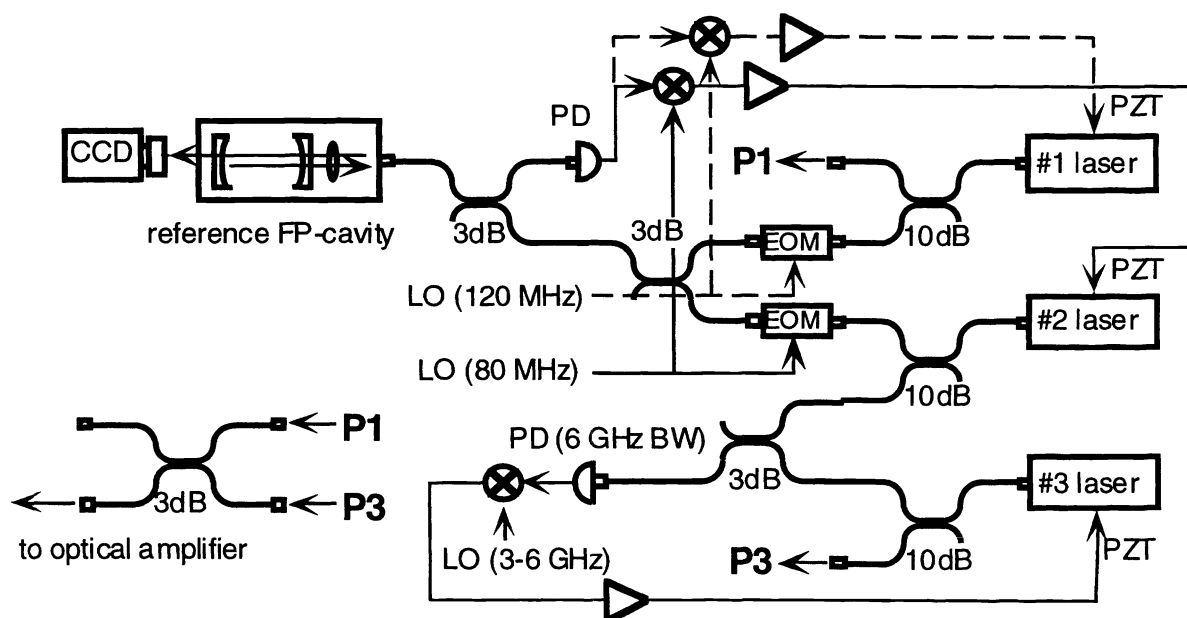 PD
PZT
CCD
P1
#1 laser
reference FP-cavity
3dB
3dB
EOM
10dB
PZT
LO (120 MHz)
EOM
#2 laser
LO (80 MHz)
10dB
P1
PD (6 GHz BW)
3dB
#3 laser
3dB
P3
to optical amplifier
LO (3-6 GHz)
P3
10dB
PZT